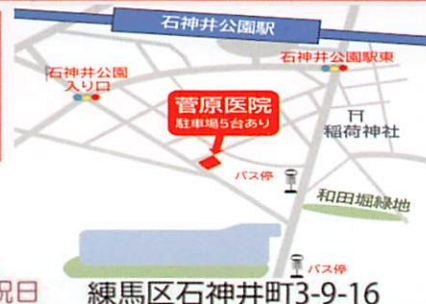 石神井公園駅
石神井公園駅東
石神井公園
入り口
菅原医院
駐車場5台あり
稲荷神社
バス停
和田堀緑地
バス停
祝日
練馬区石神井町3-9-16